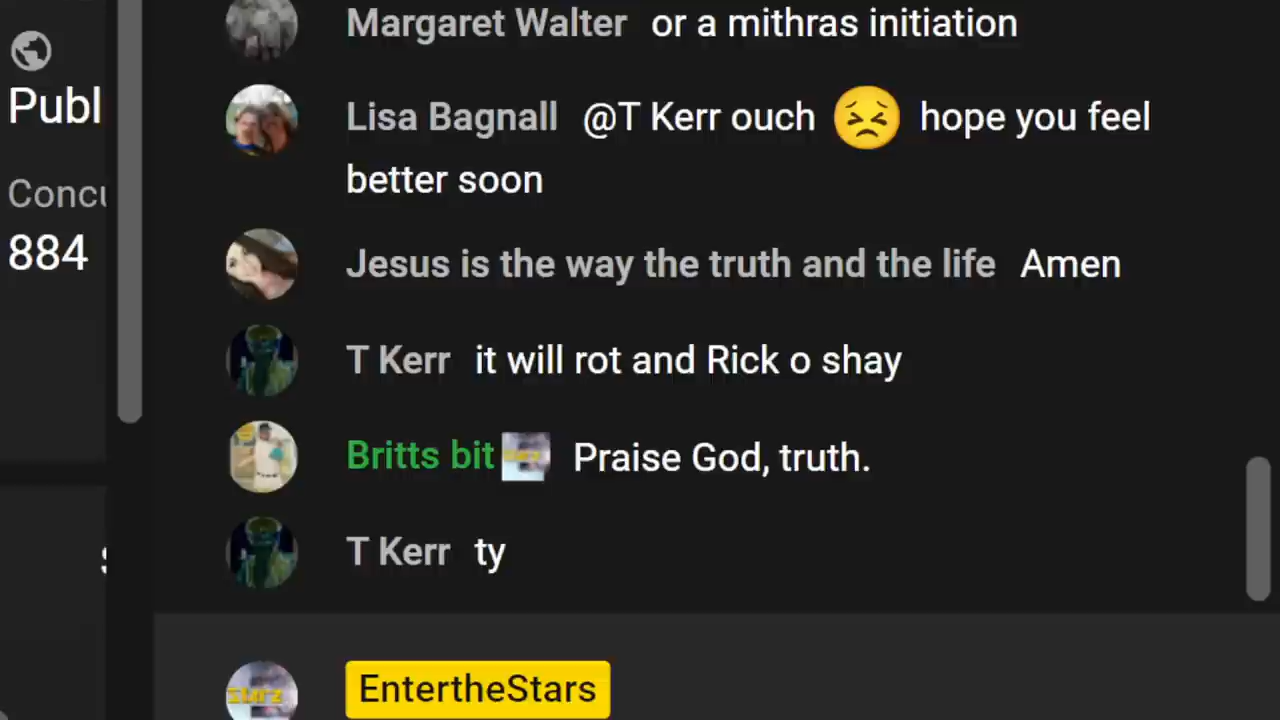 Margaret Walter or a mithras initiation
Publ
Lisa Bagnall @T Kerr ouch 😣 hope you feel
better soon
Concu
884
Jesus is the way the truth and the life Amen
T Kerr it will rot and Rick o shay
Britts bit Praise God, truth.
T Kerr ty
EntertheStars